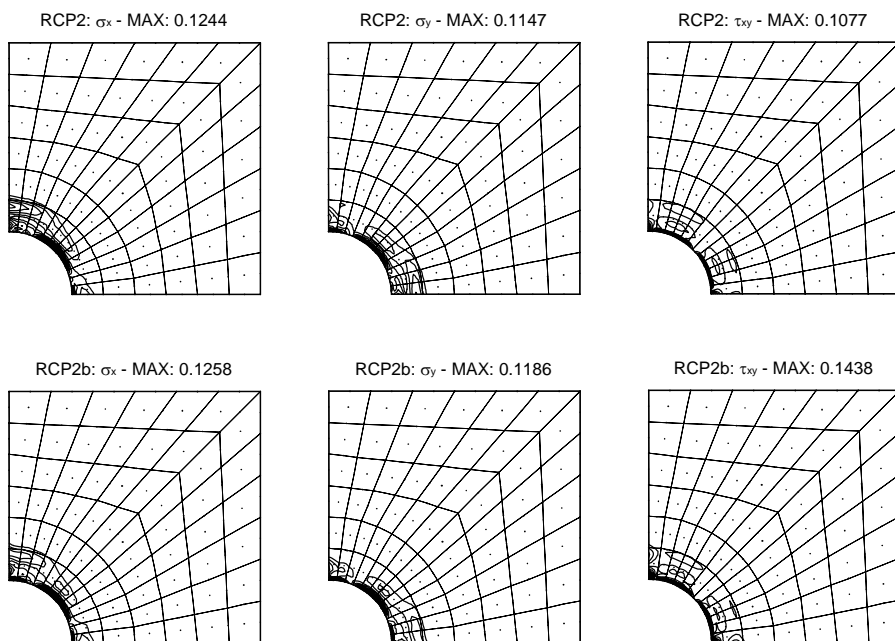 RCP2: σx - MAX: 0.1244
RCP2: σy - MAX: 0.1147
RCP2: τxy - MAX: 0.1077
RCP2b: σx - MAX: 0.1258
RCP2b: σy - MAX: 0.1186
RCP2b: τxy - MAX: 0.1438